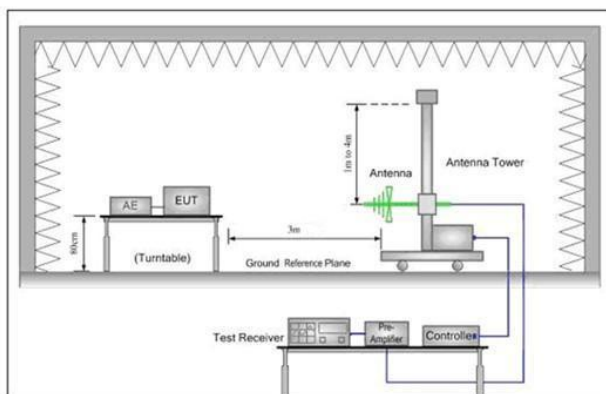 1m to 4m
Antenna
Antenna Tower
AE
EUT
80cm
(Turntable)
3m
Ground Reference Plane
Test Receiver
Pre-
Amplifier
Controller